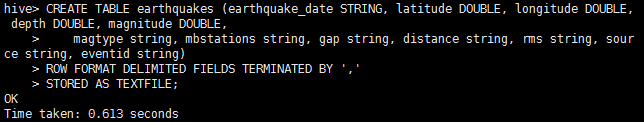 hive> CREATE TABLE earthquakes (earthquake_date STRING, latitude DOUBLE, longitude DOUBLE,
 depth DOUBLE, magnitude DOUBLE,
    >     magtype string, mbstations string, gap string, distance string, rms string, sour
ce string, eventid string)
    > ROW FORMAT DELIMITED FIELDS TERMINATED BY ','
    > STORED AS TEXTFILE;
OK
Time taken: 0.613 seconds